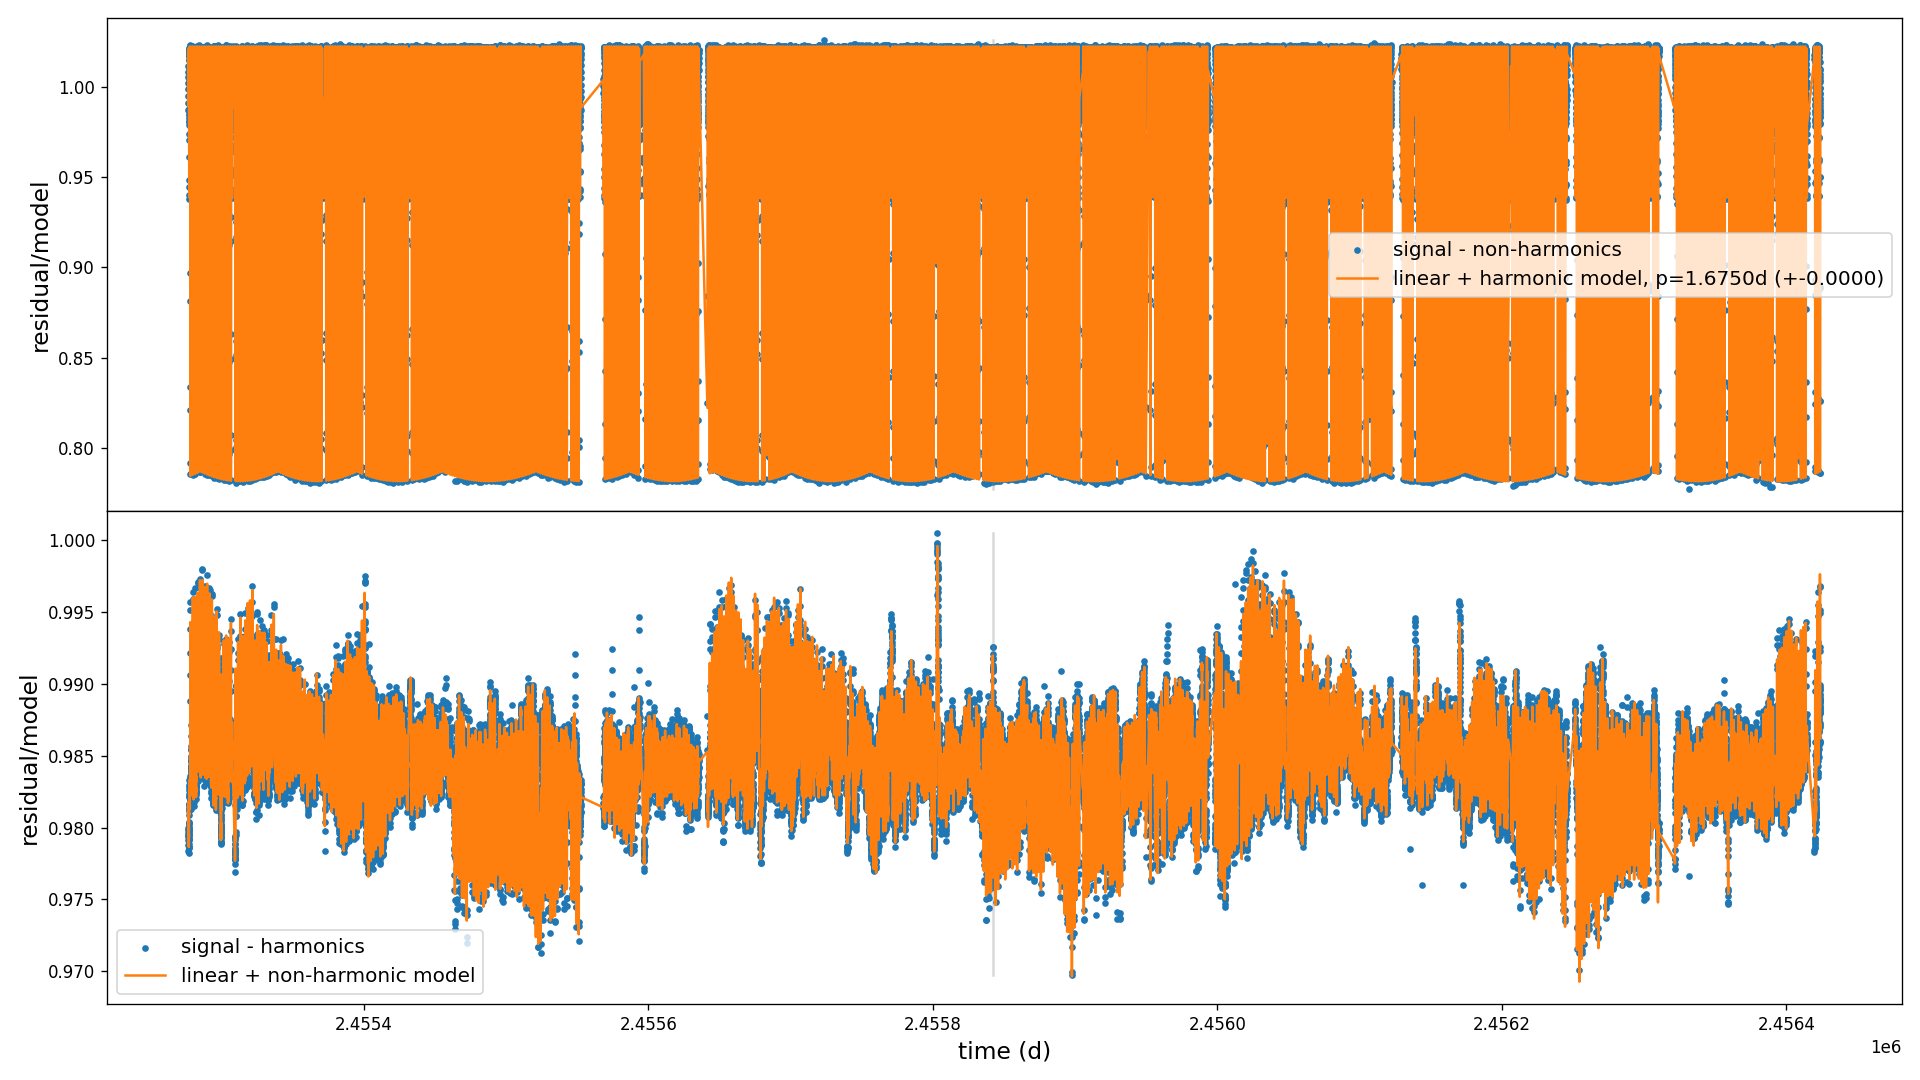 1.00
0.95
0.90
0.85
0.80
residual/model
signal - non-harmonics
linear + harmonic model, p=1.6750d (+-0.0000)
1.000
0.995
0.990
0.985
0.980
0.975
0.970
residual/model
signal - harmonics
linear + non-harmonic model
2.4554 2.4556 2.4558 2.4560 2.4562 2.4564
1e6
time (d)